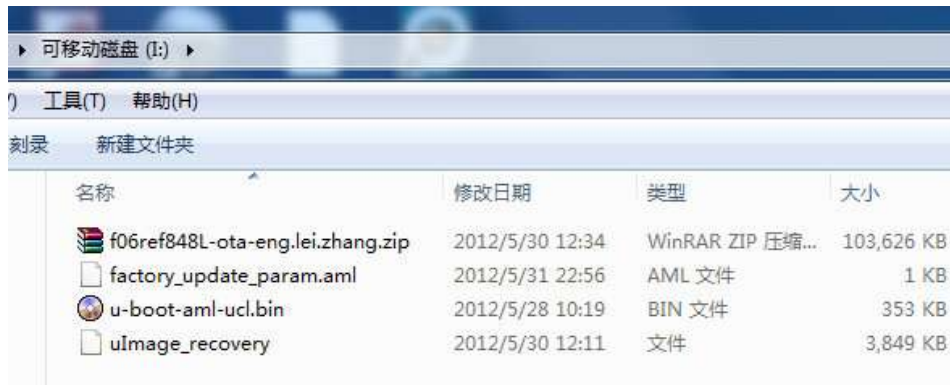 ▸ 可移动磁盘 (I:) ▸
) 工具(T) 帮助(H)
刻录 新建文件夹
名称 修改日期 类型 大小
f06ref848L-ota-eng.lei.zhang.zip 2012/5/30 12:34 WinRAR ZIP 压缩... 103,626 KB
factory_update_param.aml 2012/5/31 22:56 AML 文件 1 KB
u-boot-aml-ucl.bin 2012/5/28 10:19 BIN 文件 353 KB
uImage_recovery 2012/5/30 12:11 文件 3,849 KB